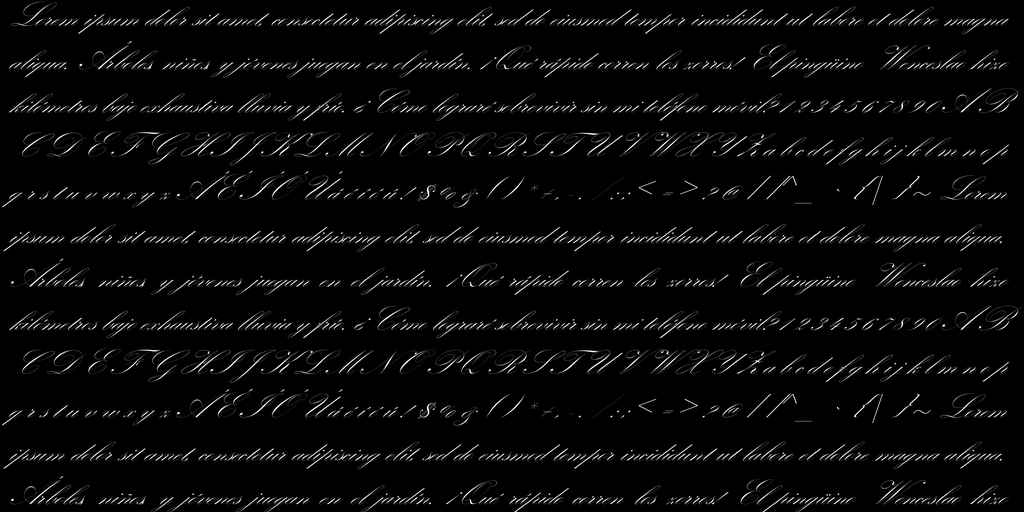 Lorem ipsum dolor sit amet, consectetur adipiscing elit, sed do eiusmod tempor incididunt ut labore et dolore magna
aliqua. Árboles niños y jóvenes juegan en el jardín. ¡Qué rápido corren los zorros! El pingüino Wenceslao hizo
kilómetros bajo exhaustiva lluvia y frío. ¿Cómo lograré sobrevivir sin mi teléfono móvil? 1 2 3 4 5 6 7 8 9 0 A B
C D E F G H I J K L M N O P Q R S T U V W X Y Z a b c d e f g h i j k l m n o p
q r s t u v w x y z Á É Í Ó Ú á é í ó ú ! $ % & ( ) * + , - . / : ; < = > ? @ [ / ] ^ _ ` { | } ~ Lorem
ipsum dolor sit amet, consectetur adipiscing elit, sed do eiusmod tempor incididunt ut labore et dolore magna aliqua.
Árboles niños y jóvenes juegan en el jardín. ¡Qué rápido corren los zorros! El pingüino Wenceslao hizo
kilómetros bajo exhaustiva lluvia y frío. ¿Cómo lograré sobrevivir sin mi teléfono móvil? 1 2 3 4 5 6 7 8 9 0 A B
C D E F G H I J K L M N O P Q R S T U V W X Y Z a b c d e f g h i j k l m n o p
q r s t u v w x y z Á É Í Ó Ú á é í ó ú ! $ % & ( ) * + , - . / : ; < = > ? @ [ / ] ^ _ ` { | } ~ Lorem
ipsum dolor sit amet, consectetur adipiscing elit, sed do eiusmod tempor incididunt ut labore et dolore magna aliqua.
Árboles niños y jóvenes juegan en el jardín. ¡Qué rápido corren los zorros! El pingüino Wenceslao hizo